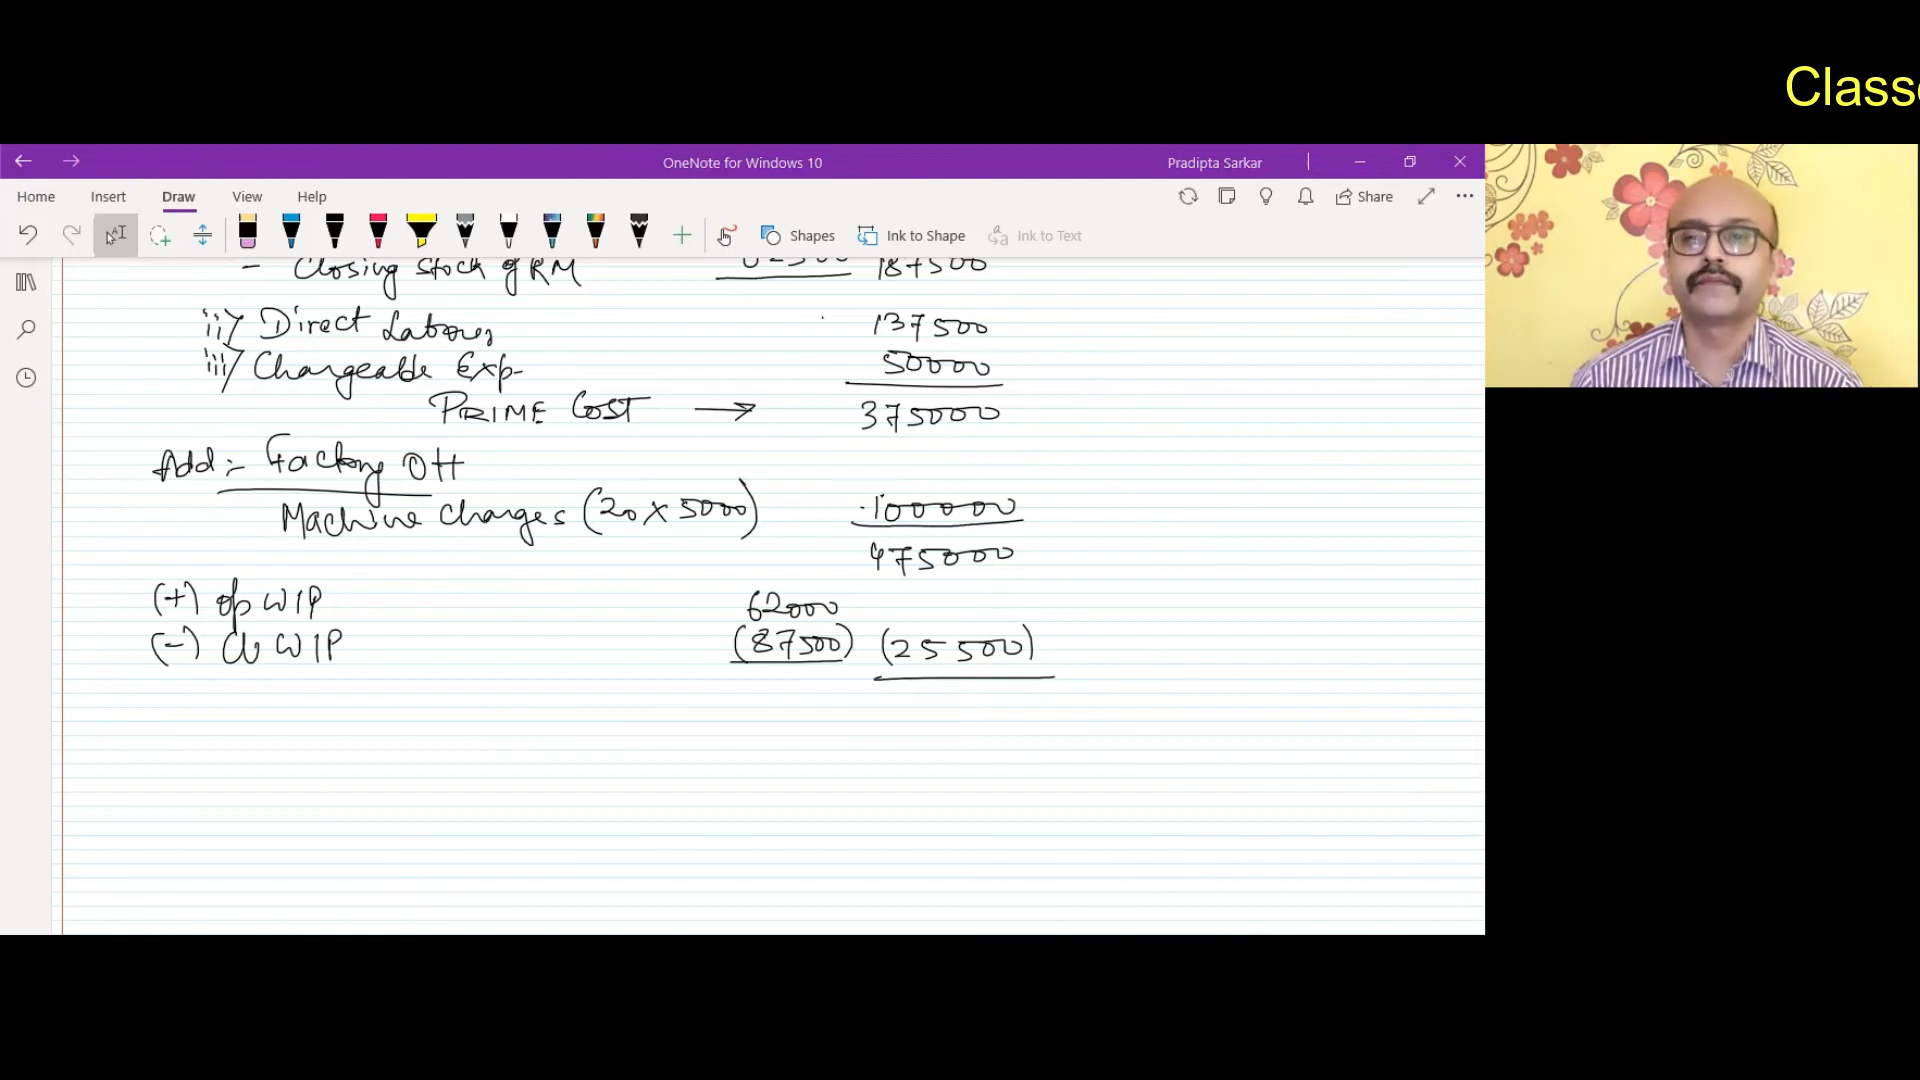 Class
OneNote for Windows 10
Pradipta Sarkar
Home Insert Draw View Help
Share
Shapes
Ink to Shape
Ink to Text
- Closing Stock of RM 187500
ii) Direct Labour 137500
iii) Chargeable Exp- 50000
PRIME COST → 375000
Add:- Factory OH
Machine Charges (20 x 5000) 100000
475000
(+) Op WIP 62000
(-) Cl WIP (87500) (25500)